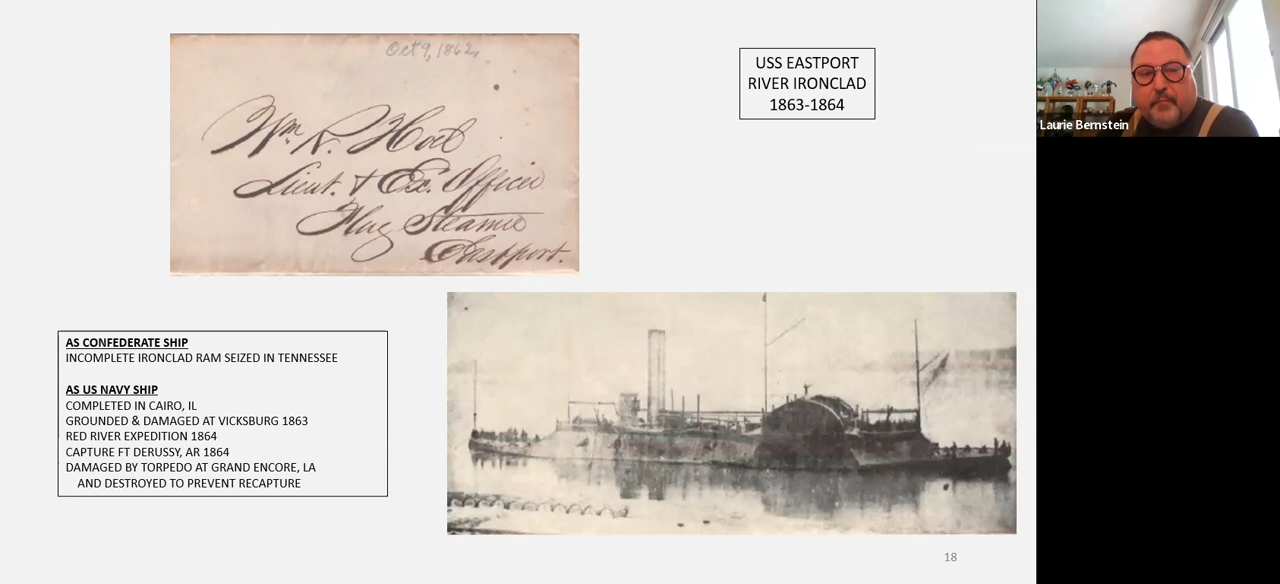 Oct 9, 1862.
Wm. R. Hoel
Lieut. & Ex. Officer
Flag Steamer
Eastport.
USS EASTPORT
RIVER IRONCLAD
1863-1864
Laurie Bernstein
AS CONFEDERATE SHIP
INCOMPLETE IRONCLAD RAM SEIZED IN TENNESSEE
AS US NAVY SHIP
COMPLETED IN CAIRO, IL
GROUNDED & DAMAGED AT VICKSBURG 1863
RED RIVER EXPEDITION 1864
CAPTURE FT DERUSSY, AR 1864
DAMAGED BY TORPEDO AT GRAND ENCORE, LA
AND DESTROYED TO PREVENT RECAPTURE
18